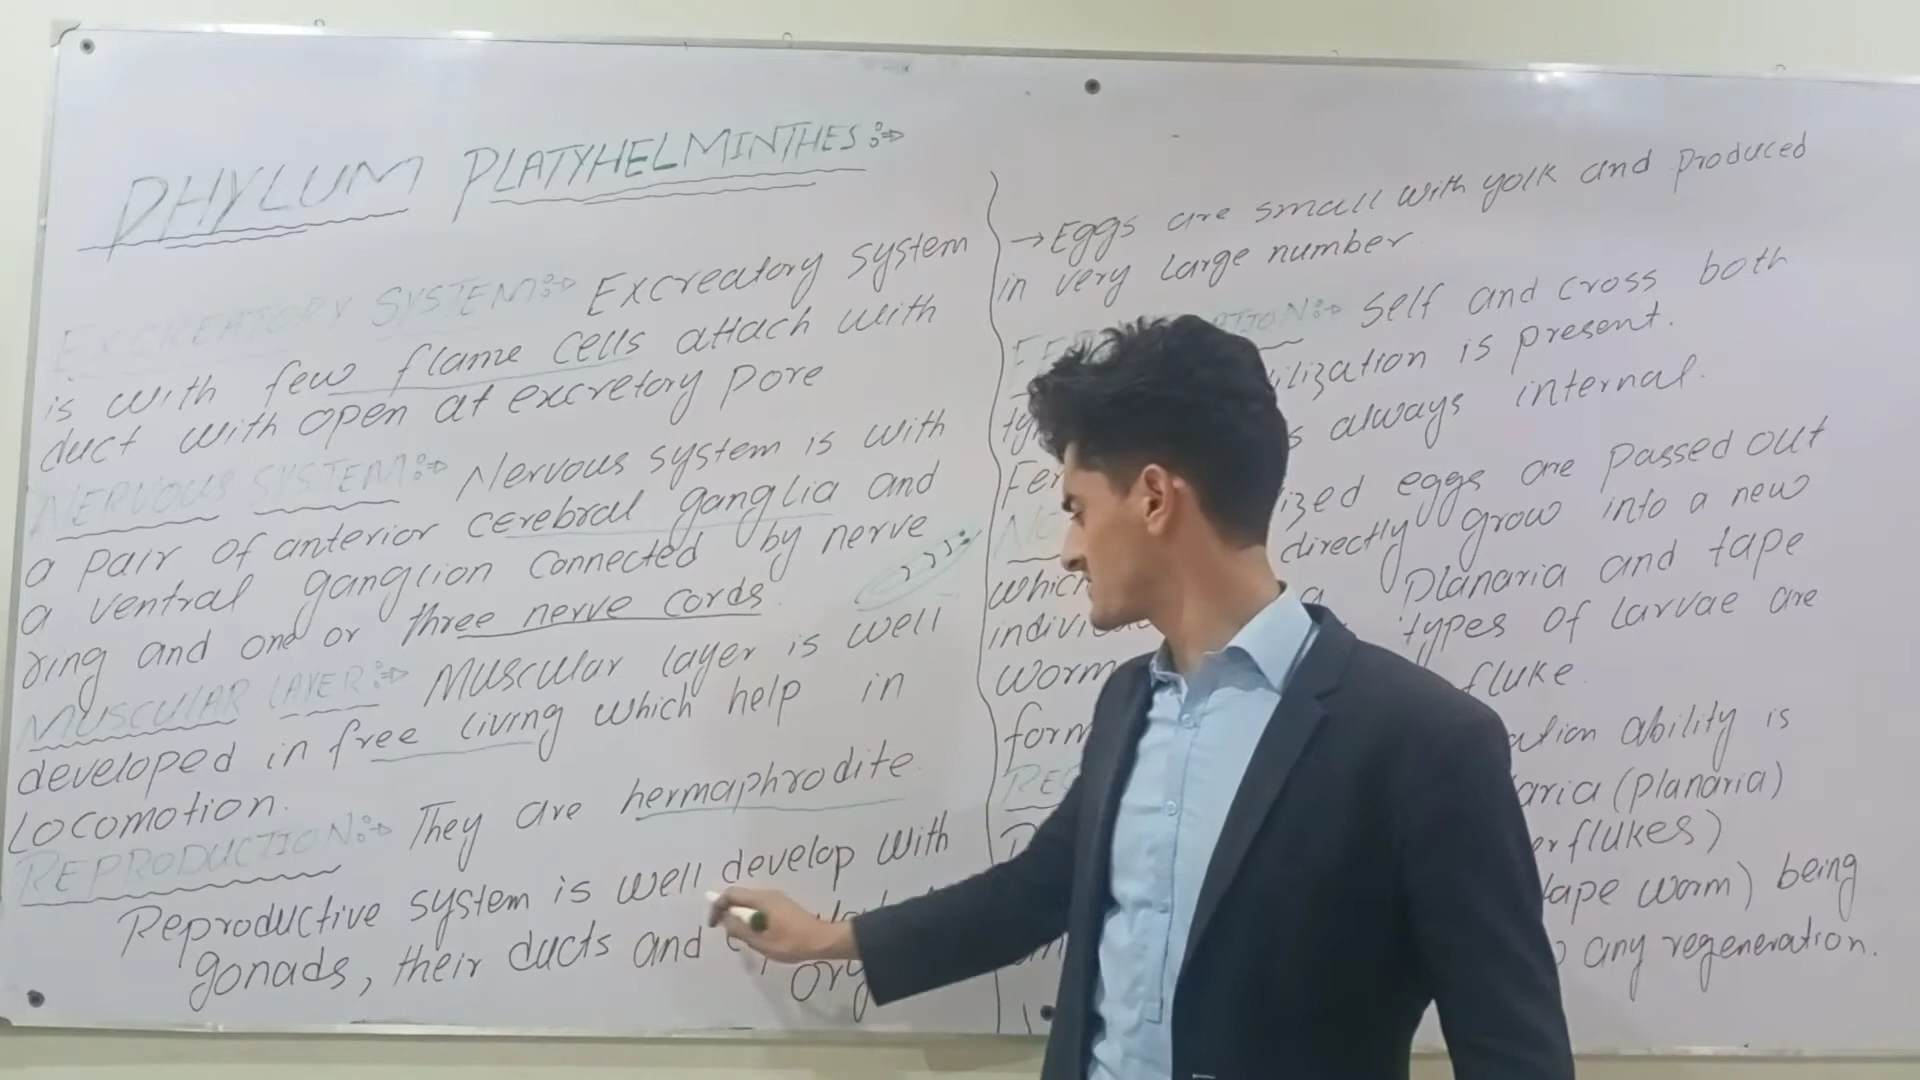 PHYLUM PLATYHELMINTHES:⇒
EXCREATORY SYSTEM:⇒ Excreatory system
is with few flame cells attach with
duct with open at excretory pore
NERVOUS SYSTEM:⇒ Nervous system is with
a pair of anterior cerebral ganglia and
a ventral ganglion connected by nerve
ring and one or three nerve cords.
MUSCULAR LAYER:⇒ Muscular layer is well
developed in free living which help in
Locomotion.
REPRODUCTION:⇒ They are hermaphrodite.
Reproductive system is well develop with
gonads, their ducts and
→ Eggs are small with yolk and produced
in very large number
Self and cross both
is present.
always internal.
eggs are passed out
which directly grow into a new
Planaria and tape
worm types of larvae are
fluke.
ability is
(planaria)
flukes)
tape worm) being
any regeneration.